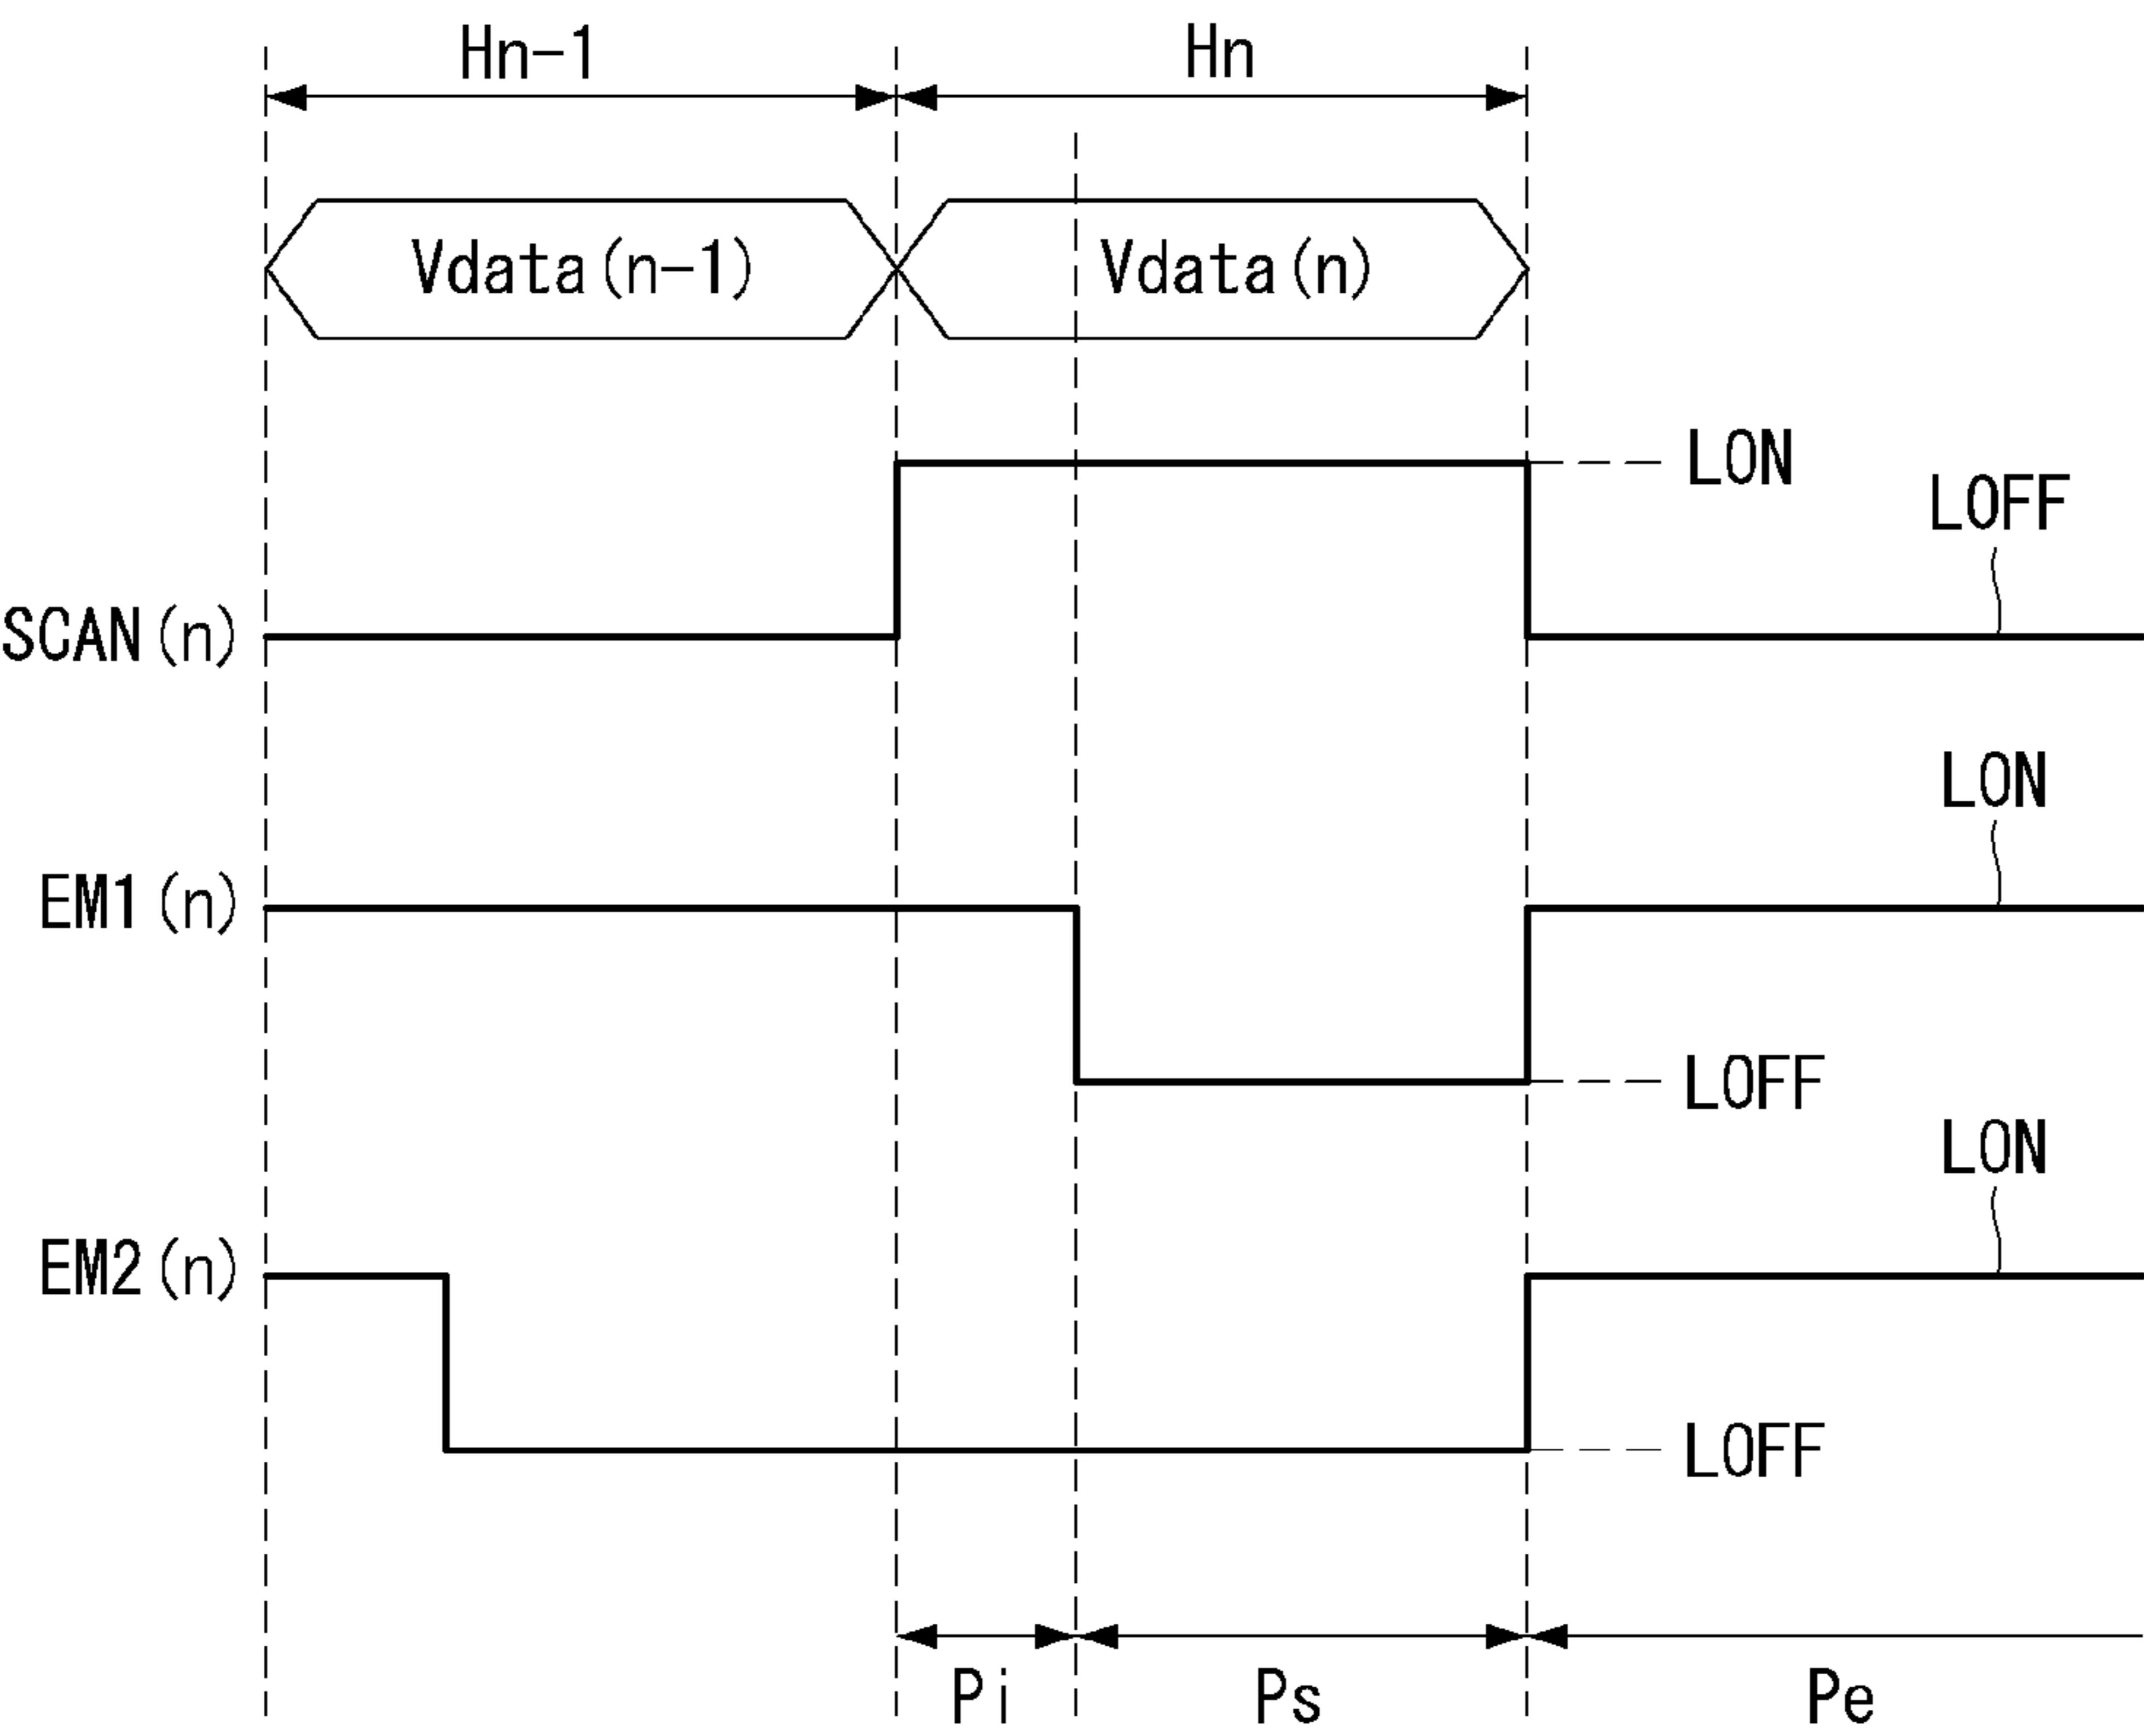 Hn-1 Hn
Vdata(n-1) Vdata(n)
LON
LOFF
SCAN(n)
LON
EM1(n)
LOFF
LON
EM2(n)
LOFF
Pi Ps Pe